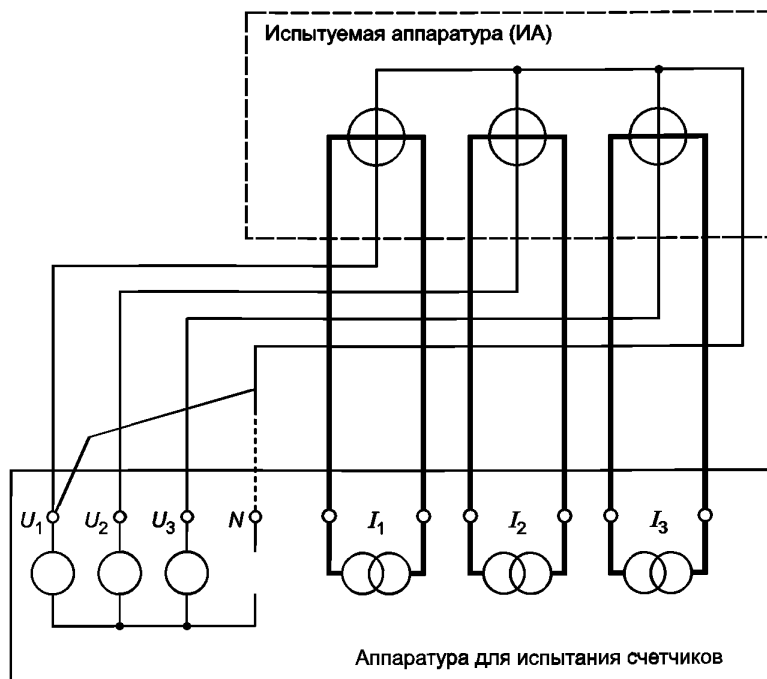 Испытуемая аппаратура (ИА)
U1 U2 U3 N I1 I2 I3
Аппаратура для испытания счетчиков